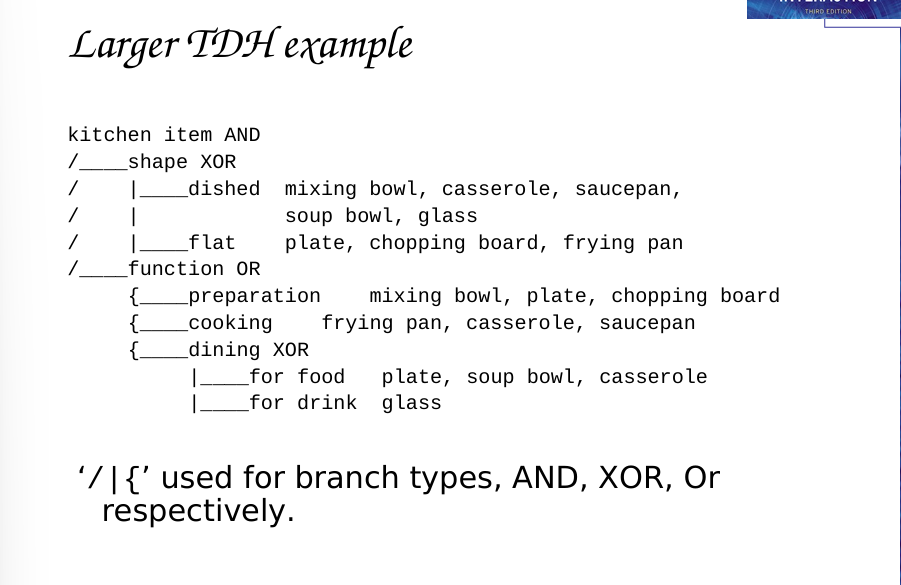 THIRD EDITION
Larger TDH example
kitchen item AND
/____shape XOR
/    |____dished  mixing bowl, casserole, saucepan,
/    |            soup bowl, glass
/    |____flat    plate, chopping board, frying pan
/____function OR
     {____preparation    mixing bowl, plate, chopping board
     {____cooking    frying pan, casserole, saucepan
     {____dining XOR
          |____for food   plate, soup bowl, casserole
          |____for drink  glass
‘/|{’ used for branch types, AND, XOR, Or
respectively.